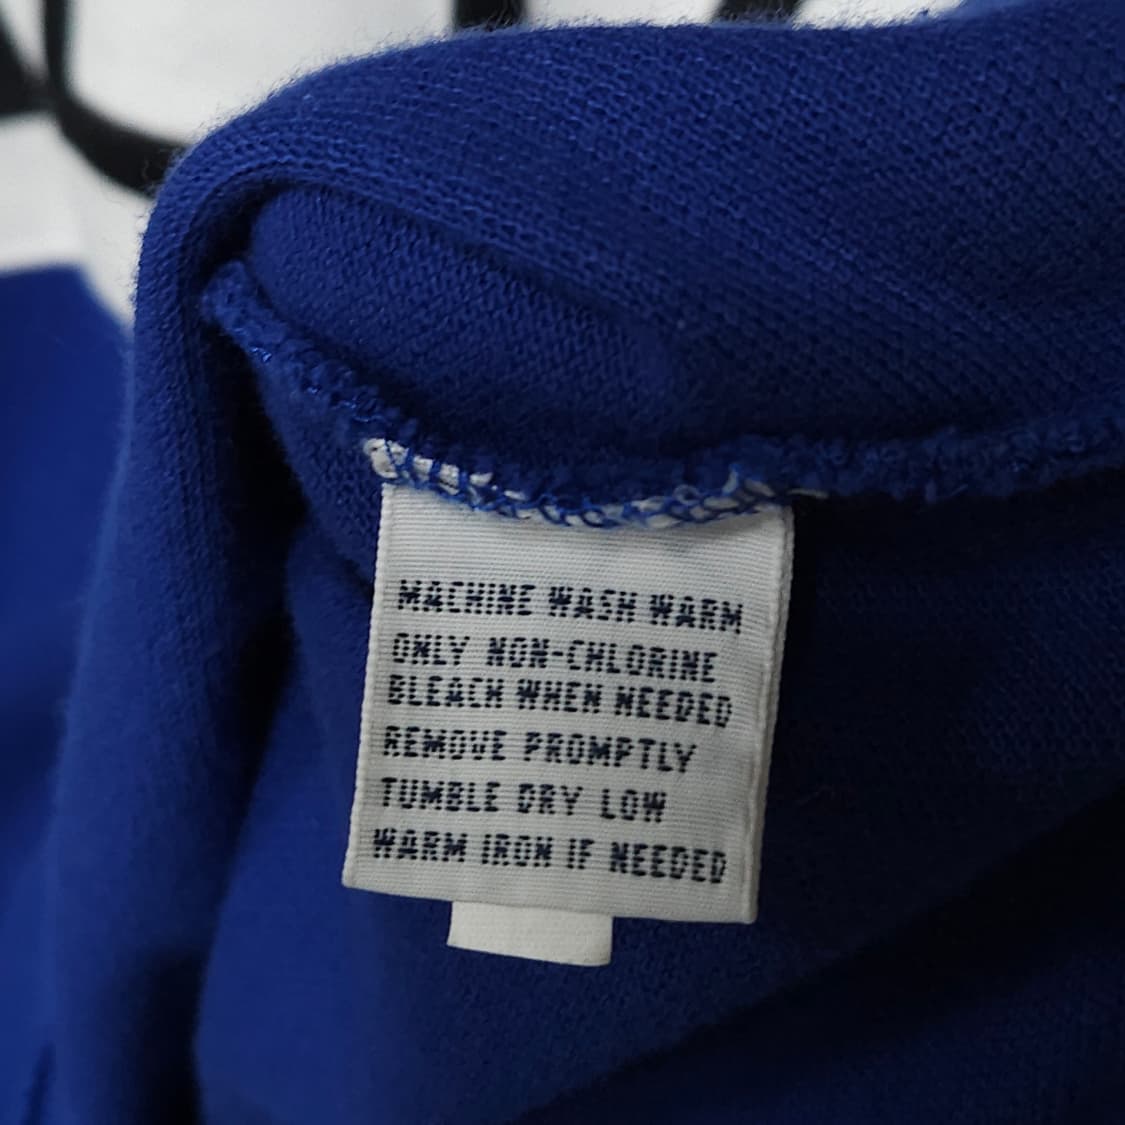 MACHINE WASH WARM
ONLY NON-CHLORINE
BLEACH WHEN NEEDED
REMOVE PROMPTLY
TUMBLE DRY LOW
WARM IRON IF NEEDED